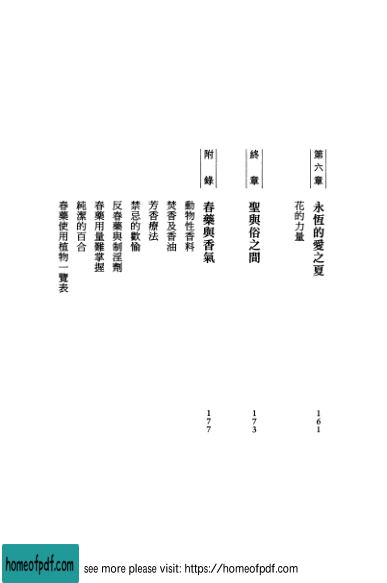 第六章
永恆的愛之夏
161
花的力量
終章
聖與俗之間
173
附錄
春藥與香氣
177
動物性香料
焚香及香油
芳香療法
禁忌的歡愉
反春藥與制淫劑
春藥用量難掌握
純潔的百合
春藥使用植物一覽表
homeofpdf.com
see more please visit: https://homeofpdf.com